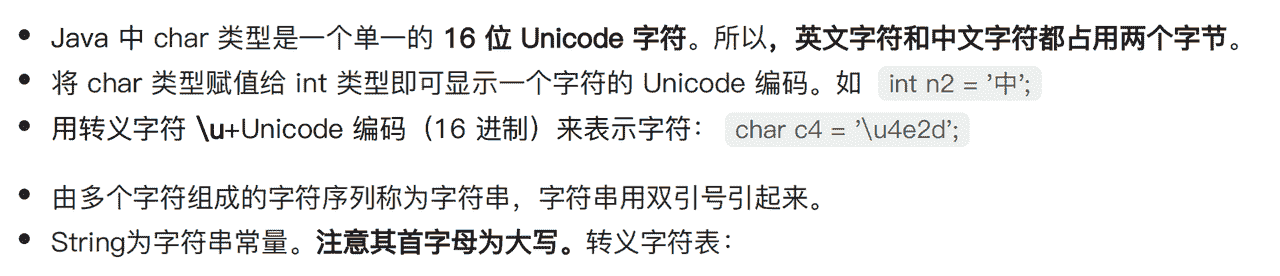 • Java 中 char 类型是一个单一的 16 位 Unicode 字符。所以，英文字符和中文字符都占用两个字节。
• 将 char 类型赋值给 int 类型即可显示一个字符的 Unicode 编码。如 int n2 = ’中’;
• 用转义字符 \u+Unicode 编码（16 进制）来表示字符： char c4 = ’\u4e2d’;
• 由多个字符组成的字符序列称为字符串，字符串用双引号引起来。
• String为字符串常量。注意其首字母为大写。转义字符表：